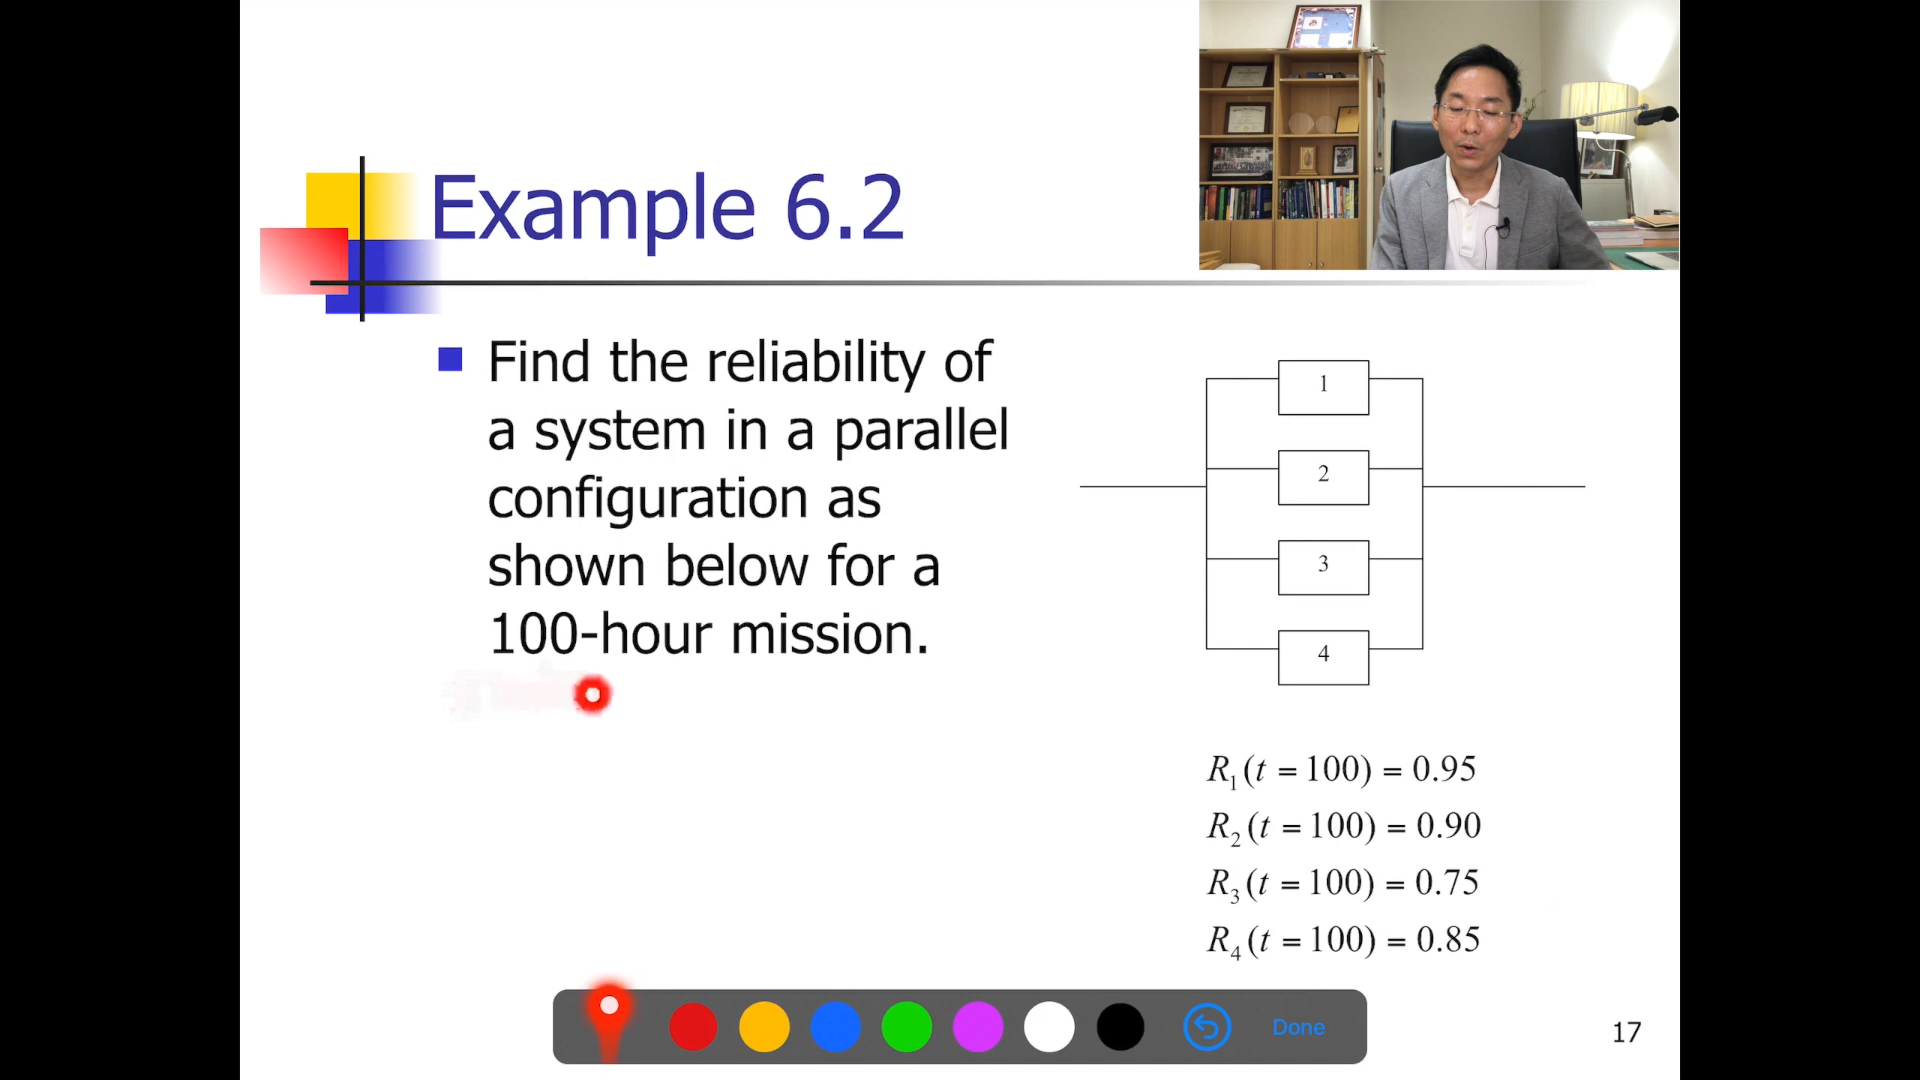 Example 6.2
Find the reliability of
a system in a parallel
configuration as
shown below for a
100-hour mission.
1
2
3
4
R₁(t = 100) = 0.95
R₂(t = 100) = 0.90
R₃(t = 100) = 0.75
R₄(t = 100) = 0.85
Done
17